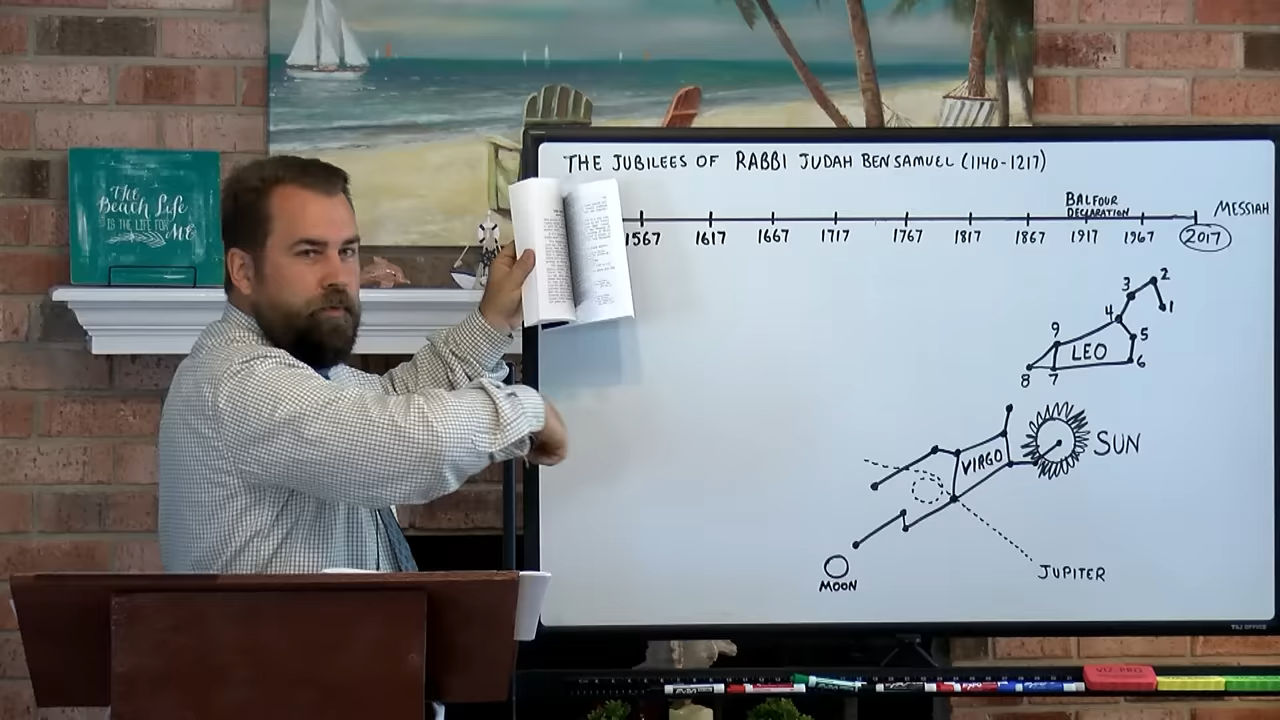 THE JUBILEES OF RABBI JUDAH BEN SAMUEL (1140-1217)
The
Beach Life
IS THE LIFE FOR
ME
BALFOUR
DECLARATION
MESSIAH
1567 1617 1667 1717 1767 1817 1867 1917 1967 2017
2
3
1
4
9
5
LEO
6
8 7
SUN
VIRGO
JUPITER
MOON